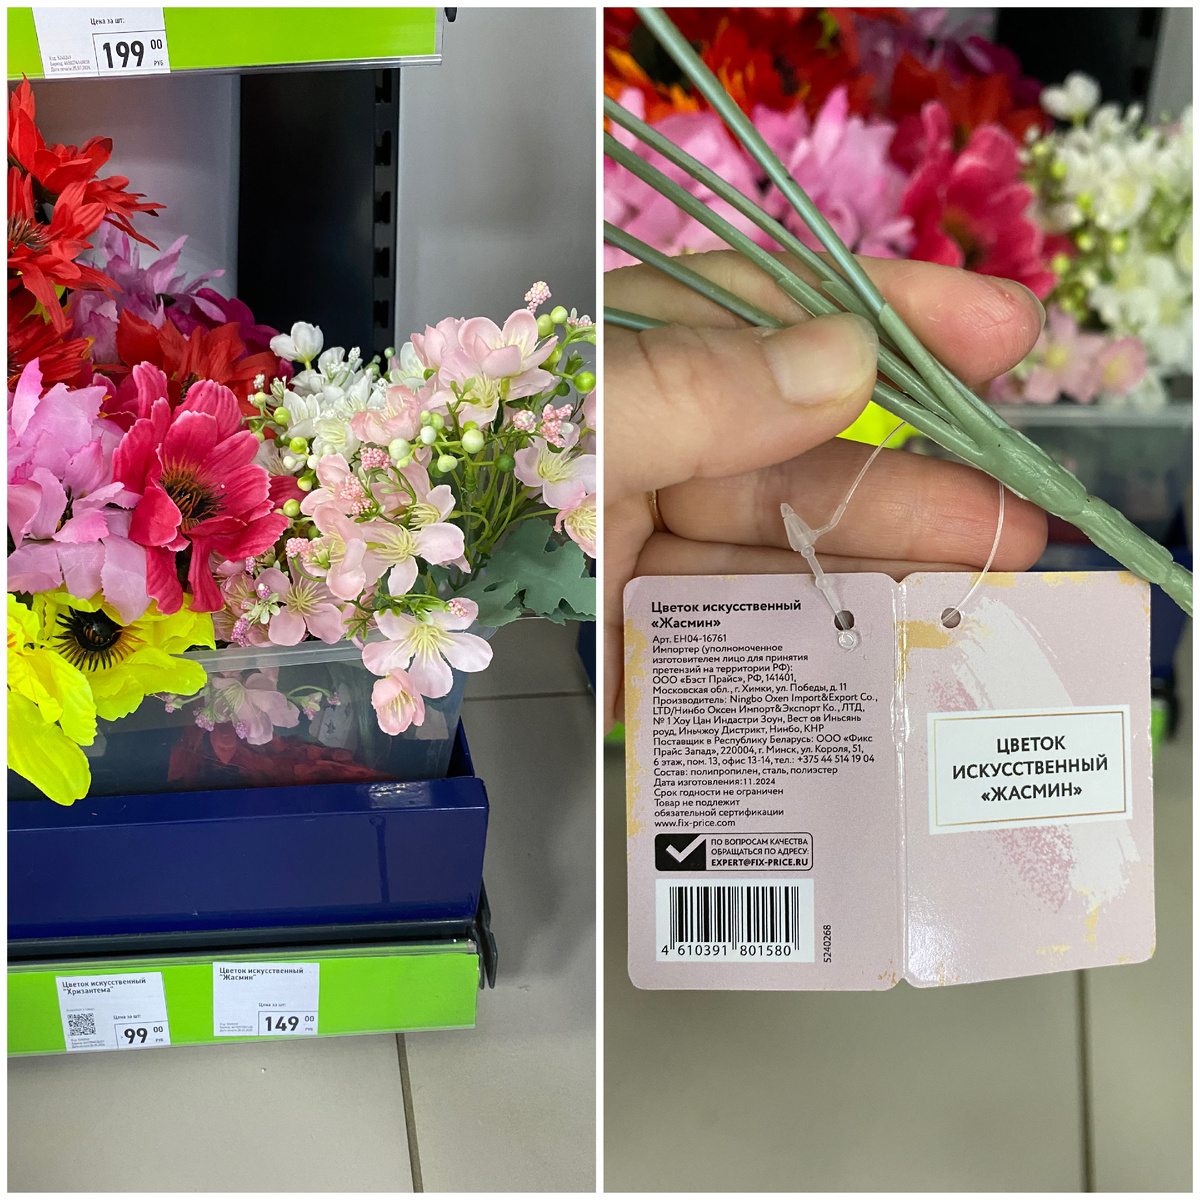 Цена за шт:
199 00
РУБ
Цветок искусственный
"Хризантема"
Цена за шт:
99 00
РУБ
Цветок искусственный
"Жасмин"
Цена за шт:
149 00
РУБ
Цветок искусственный
«Жасмин»
Арт. EH04-16761
Импортер (уполномоченное
изготовителем лицо для принятия
претензий на территории РФ):
ООО «Бэст Прайс», РФ, 141401,
Московская обл., г. Химки, ул. Победы, д. 11
Производитель: Ningbo Oxen Import&Export Co.,
LTD/Нинбо Оксен Импорт&Экспорт Ко., ЛТД,
№ 1 Хоу Цан Индастри Зоун, Вест ов Иньсянь
роуд, Иньчжоу Дистрикт, Нинбо, КНР
Поставщик в Республику Беларусь: ООО «Фикс
Прайс Запад», 220004, г. Минск, ул. Короля, 51,
6 этаж, пом. 13, офис 13-14, тел.: +375 44 514 19 04
Состав: полипропилен, сталь, полиэстер
Дата изготовления: 11.2024
Срок годности не ограничен
Товар не подлежит
обязательной сертификации
www.fix-price.com
ПО ВОПРОСАМ КАЧЕСТВА
ОБРАЩАТЬСЯ ПО АДРЕСУ:
EXPERT@FIX-PRICE.RU
4 610391 801580
5240268
ЦВЕТОК
ИСКУССТВЕННЫЙ
«ЖАСМИН»